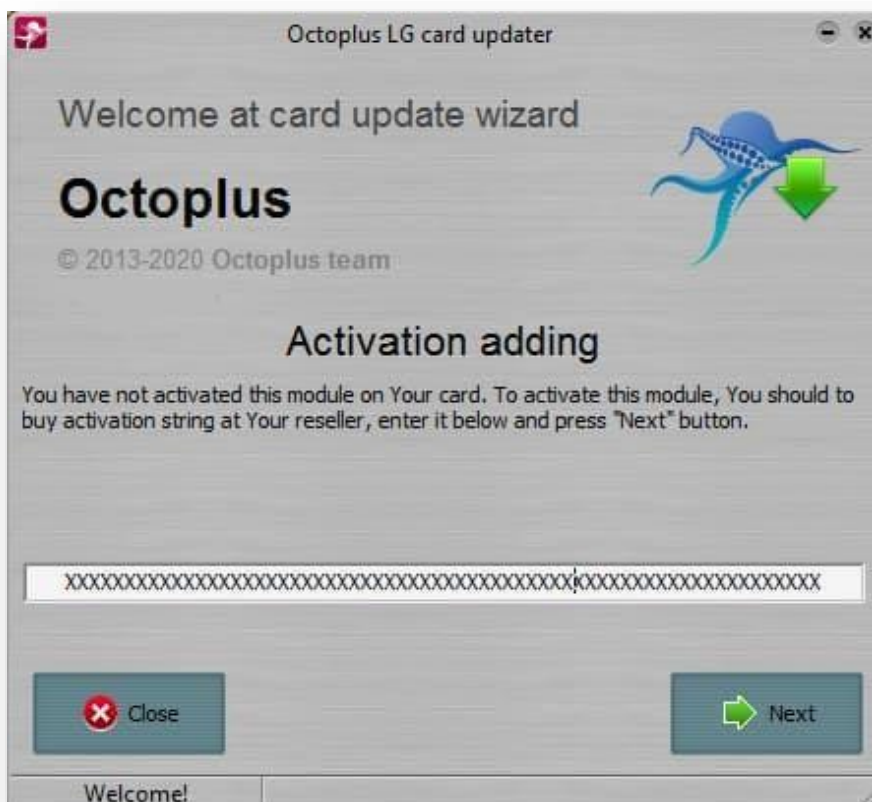 Octoplus LG card updater
Welcome at card update wizard
Octoplus
© 2013-2020 Octoplus team
Activation adding
You have not activated this module on Your card. To activate this module, You should to
buy activation string at Your reseller, enter it below and press "Next" button.
Close
Next
Welcome!